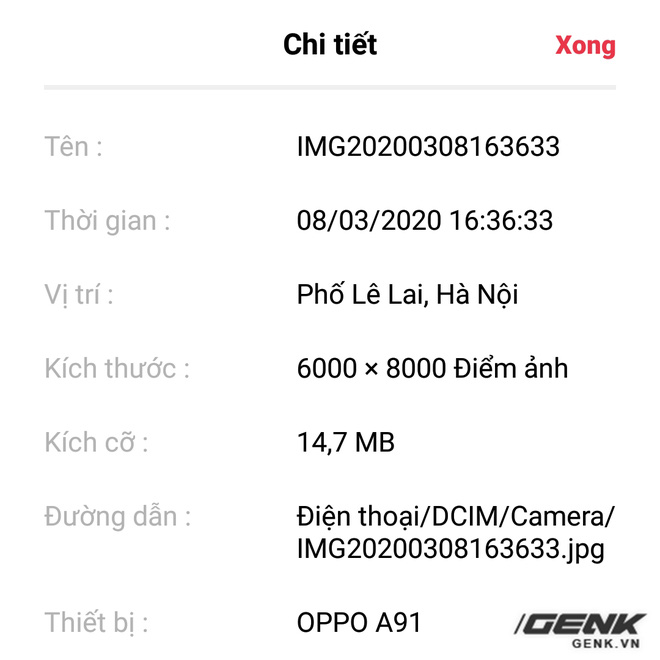 Chi tiết Xong
Tên : IMG20200308163633
Thời gian : 08/03/2020 16:36:33
Vị trí : Phố Lê Lai, Hà Nội
Kích thước : 6000 × 8000 Điểm ảnh
Kích cỡ : 14,7 MB
Đường dẫn : Điện thoại/DCIM/Camera/
IMG20200308163633.jpg
Thiết bị : OPPO A91
GENK
GENK.VN